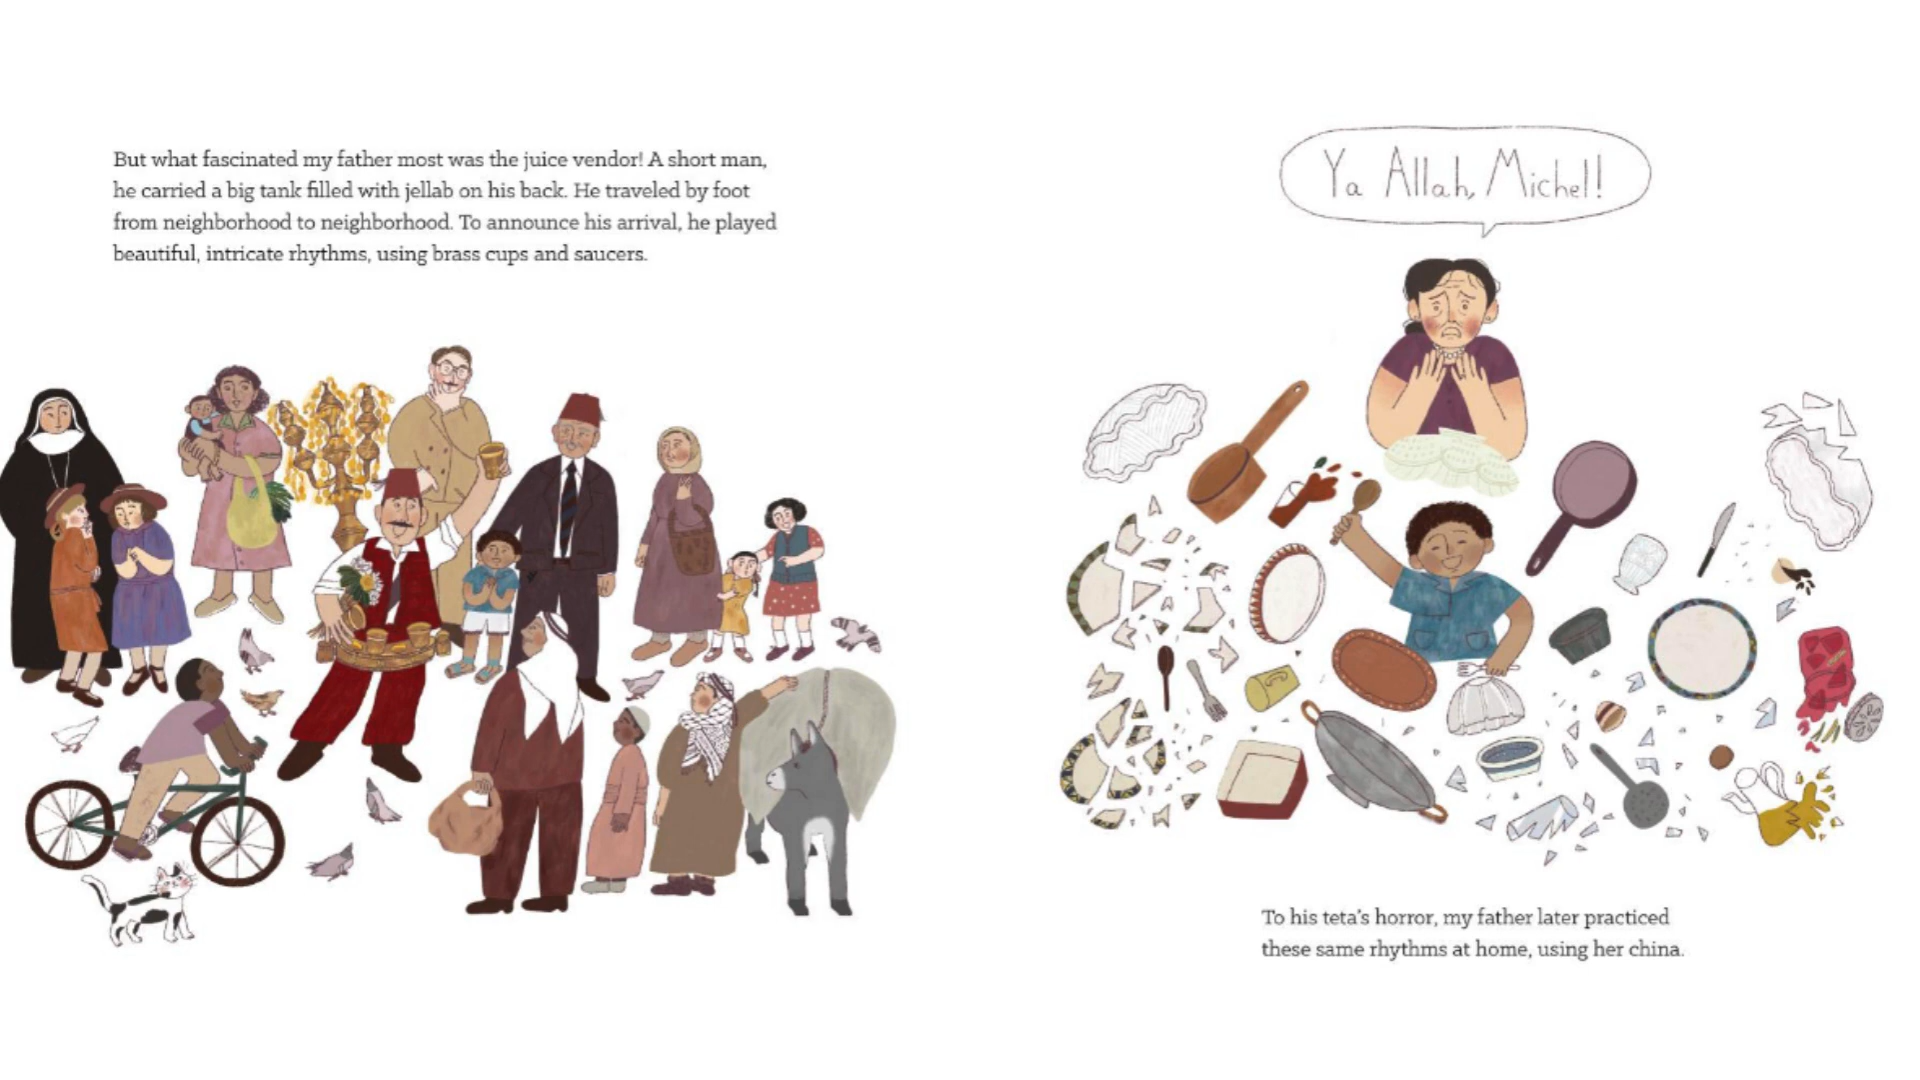 But what fascinated my father most was the juice vendor! A short man,
he carried a big tank filled with jellab on his back. He traveled by foot
from neighborhood to neighborhood. To announce his arrival, he played
beautiful, intricate rhythms, using brass cups and saucers.
Ya Allah, Michel!
To his teta's horror, my father later practiced
these same rhythms at home, using her china.